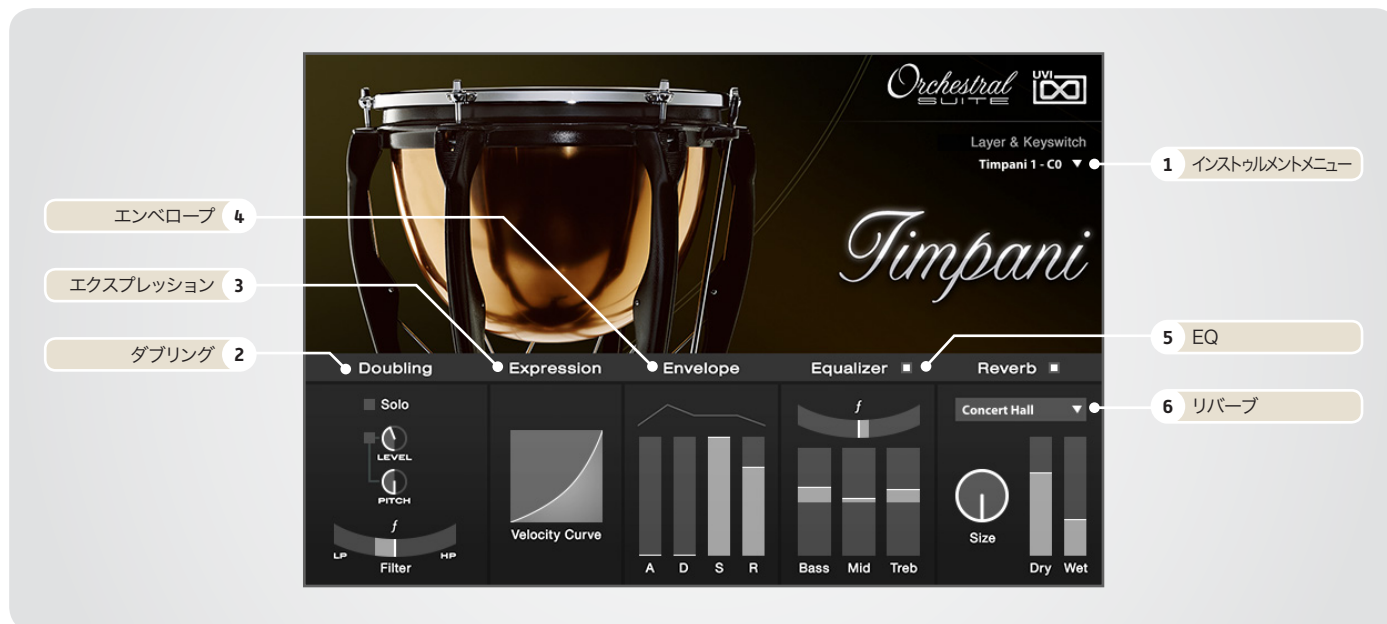 Orchestral
SUITE
UVI
Layer & Keyswitch
Timpani 1 - C0 ▼
1 インストゥルメントメニュー
エンベロープ 4
Timpani
エクスプレッション 3
ダブリング 2
5 EQ
Doubling
Expression
Envelope
Equalizer
Reverb
6 リバーブ
Solo
LEVEL
PITCH
f
LP
HP
Filter
Velocity Curve
A D S R
f
Bass Mid Treb
Concert Hall ▼
Size
Dry Wet